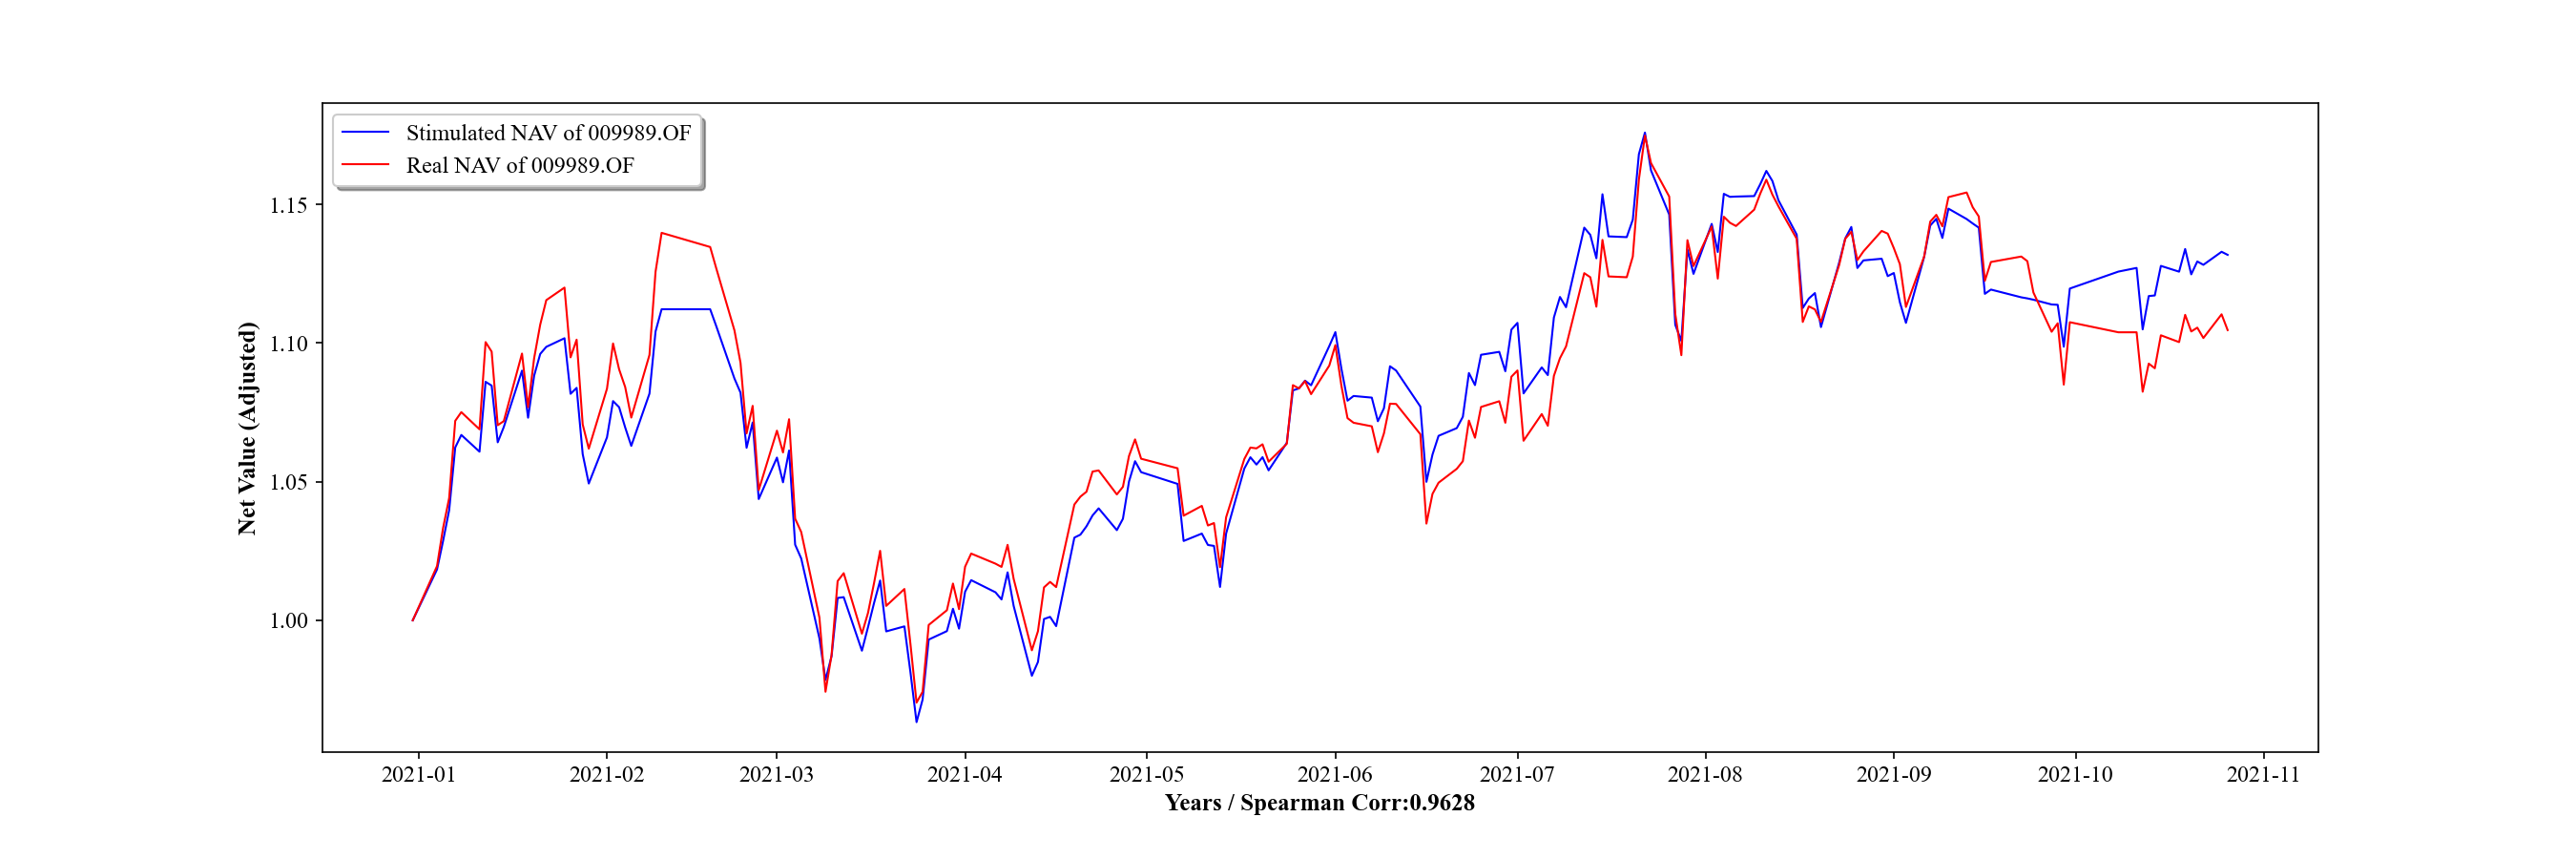 Stimulated NAV of 009989.OF
Real NAV of 009989.OF
Net Value (Adjusted)
1.15
1.10
1.05
1.00
2021-01 2021-02 2021-03 2021-04 2021-05 2021-06 2021-07 2021-08 2021-09 2021-10 2021-11
Years / Spearman Corr:0.9628